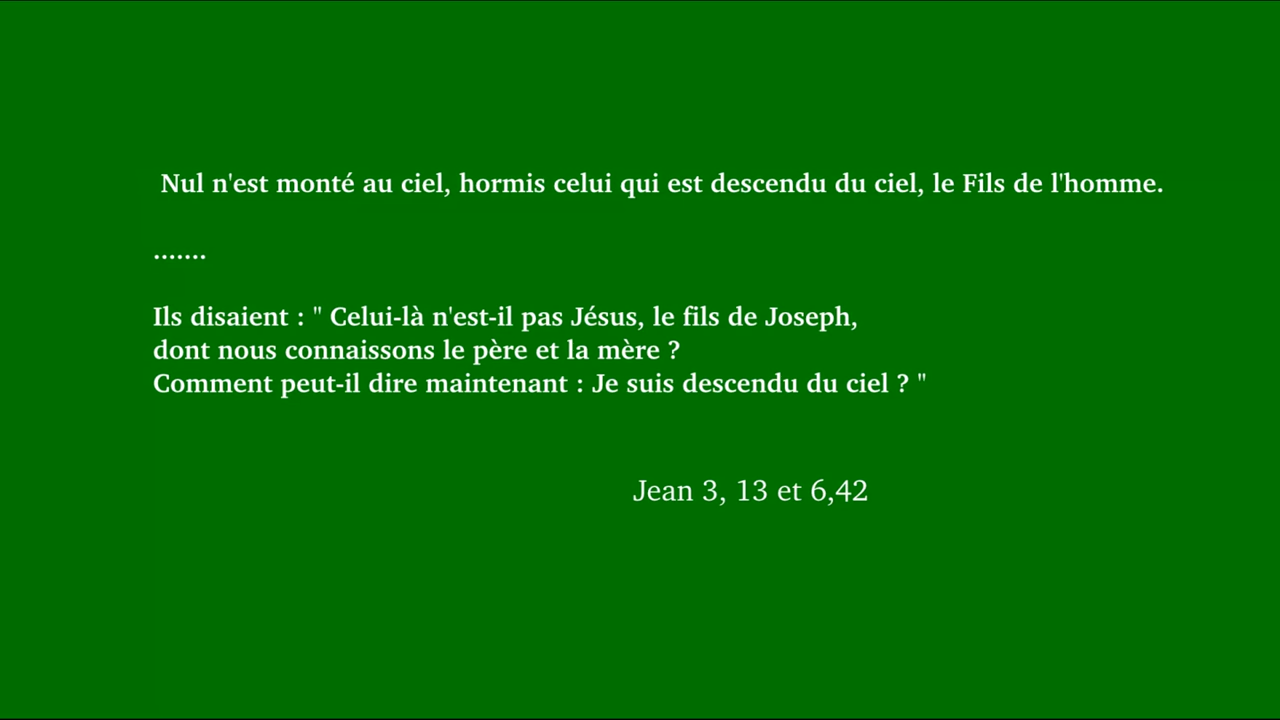 Nul n'est monté au ciel, hormis celui qui est descendu du ciel, le Fils de l'homme.
.......
Ils disaient : " Celui-là n'est-il pas Jésus, le fils de Joseph,
dont nous connaissons le père et la mère ?
Comment peut-il dire maintenant : Je suis descendu du ciel ? "
Jean 3, 13 et 6,42